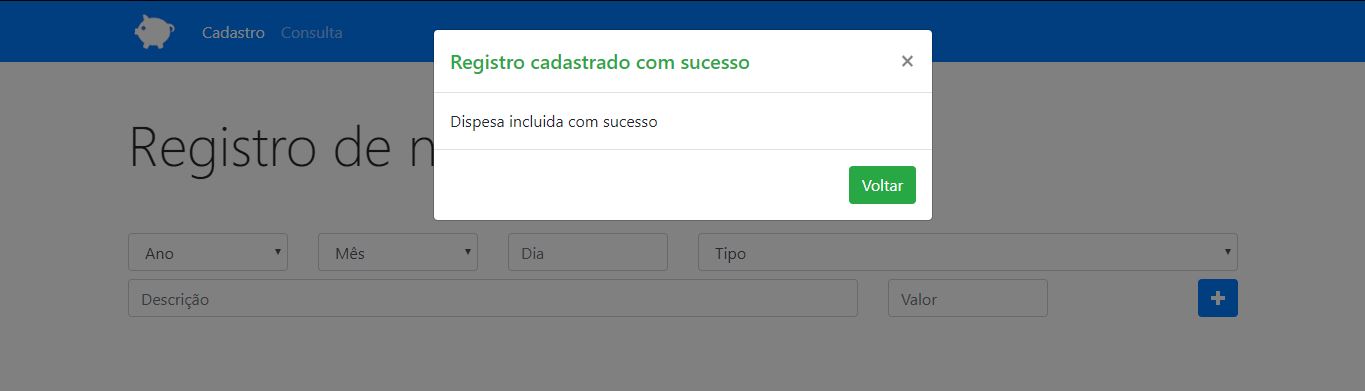 Cadastro Consulta
Registro cadastrado com sucesso ×
Dispesa incluida com sucesso
Registro de n
Voltar
Ano Mês Dia Tipo
Descrição Valor